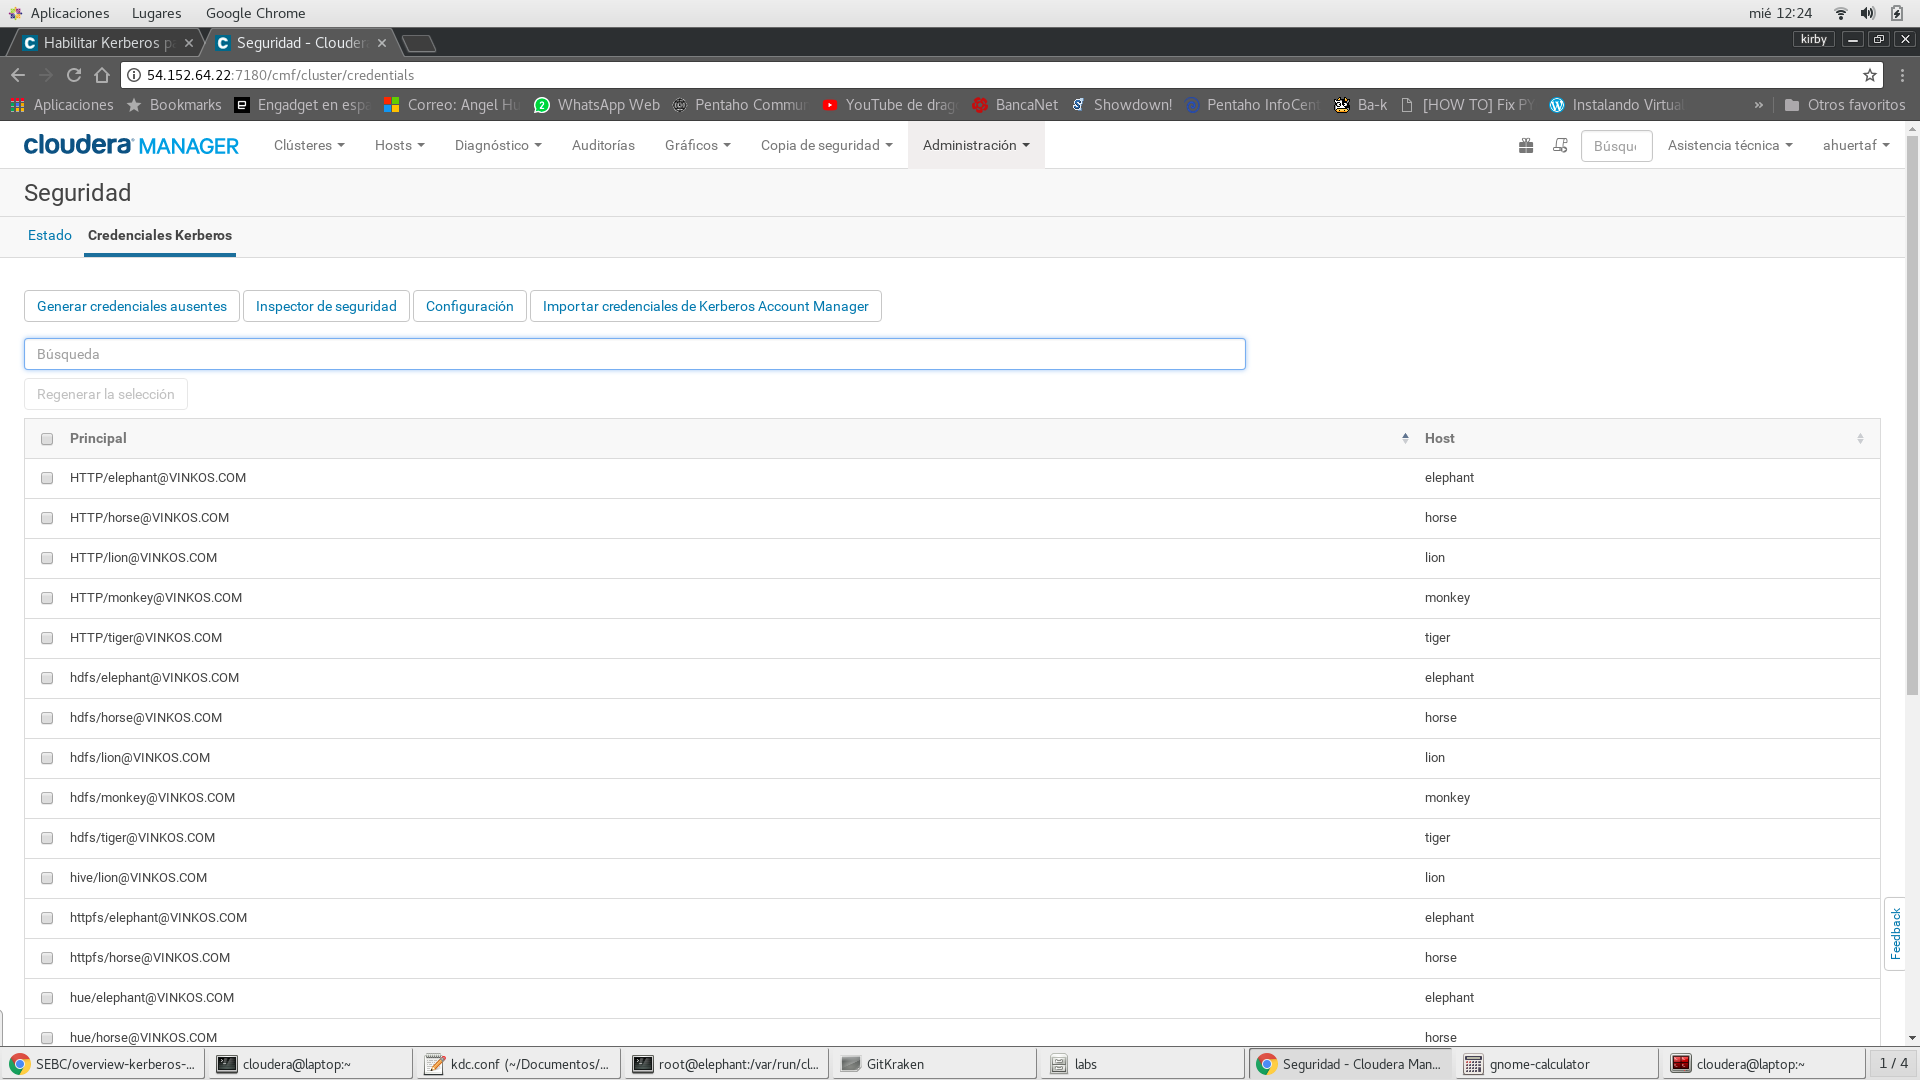 Aplicaciones Lugares Google Chrome mié 12:24
Habilitar Kerberos pa Seguridad - Cloudera kirby
54.152.64.22:7180/cmf/cluster/credentials
Aplicaciones Bookmarks Engadget en espa Correo: Angel Hu WhatsApp Web Pentaho Commun YouTube de drag BancaNet Showdown! Pentaho InfoCent Ba-k [HOW TO] Fix PY Instalando Virtual » Otros favoritos
cloudera MANAGER Clústeres Hosts Diagnóstico Auditorías Gráficos Copia de seguridad Administración Búsqu Asistencia técnica ahuertaf
Seguridad
Estado Credenciales Kerberos
Generar credenciales ausentes Inspector de seguridad Configuración Importar credenciales de Kerberos Account Manager
Búsqueda
Regenerar la selección
Principal Host
HTTP/elephant@VINKOS.COM elephant
HTTP/horse@VINKOS.COM horse
HTTP/lion@VINKOS.COM lion
HTTP/monkey@VINKOS.COM monkey
HTTP/tiger@VINKOS.COM tiger
hdfs/elephant@VINKOS.COM elephant
hdfs/horse@VINKOS.COM horse
hdfs/lion@VINKOS.COM lion
hdfs/monkey@VINKOS.COM monkey
hdfs/tiger@VINKOS.COM tiger
hive/lion@VINKOS.COM lion
httpfs/elephant@VINKOS.COM elephant
httpfs/horse@VINKOS.COM horse
hue/elephant@VINKOS.COM elephant
hue/horse@VINKOS.COM horse
Feedback
SEBC/overview-kerberos-... cloudera@laptop:~ kdc.conf (~/Documentos/... root@elephant:/var/run/cl... GitKraken labs Seguridad - Cloudera Man... gnome-calculator cloudera@laptop:~ 1 / 4